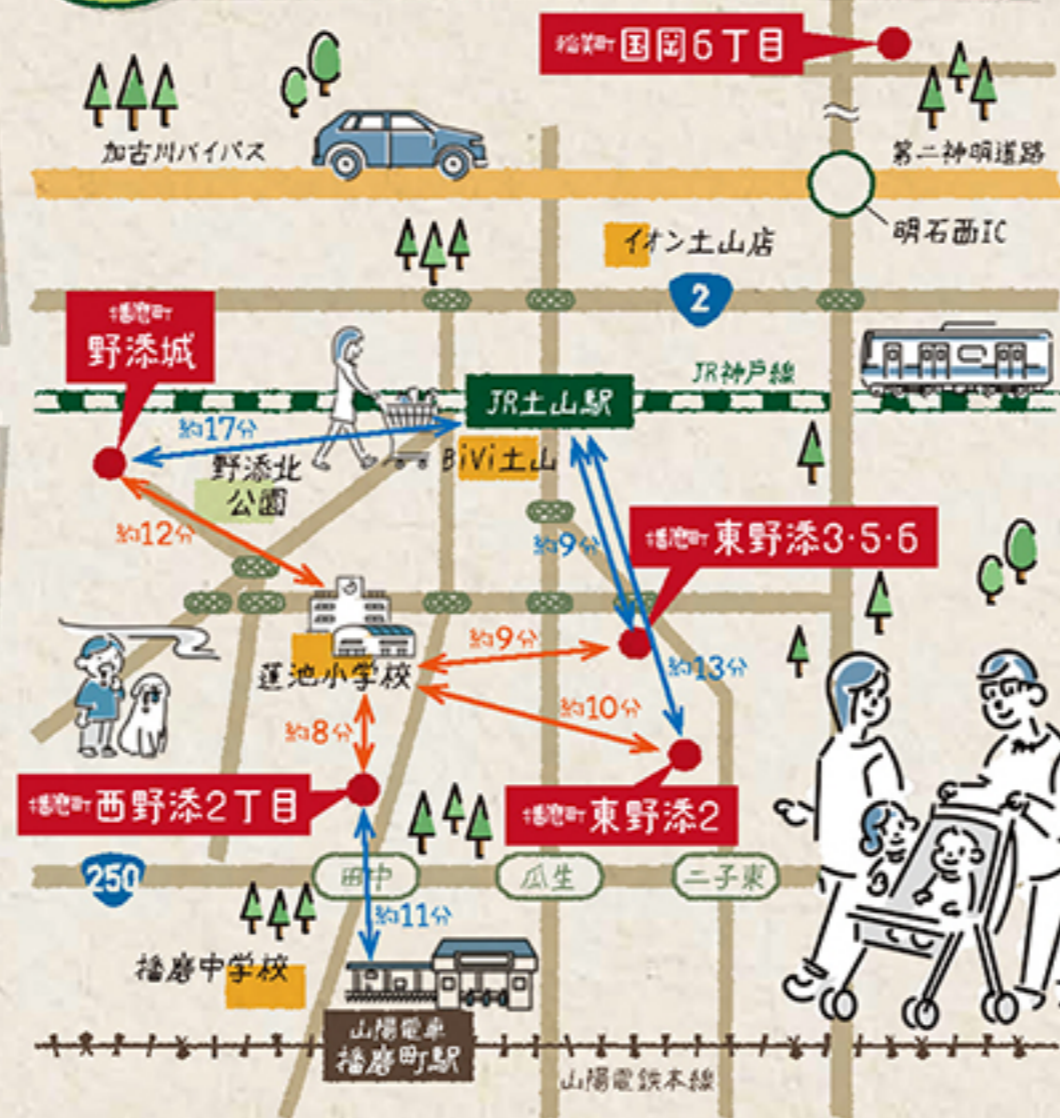 稲美町 国岡6丁目
加古川バイパス
第二神明道路
明石西IC
イオン土山店
2
播磨町
野添城
JR神戸線
JR土山駅
約17分
BiVi土山
野添北
公園
約12分
約9分
播磨町 東野添3・5・6
約9分
約13分
蓮池小学校
約10分
約8分
播磨町 西野添2丁目
播磨町 東野添2
250
田中
瓜生
二子東
約11分
播磨中学校
山陽電車
播磨町駅
山陽電鉄本線